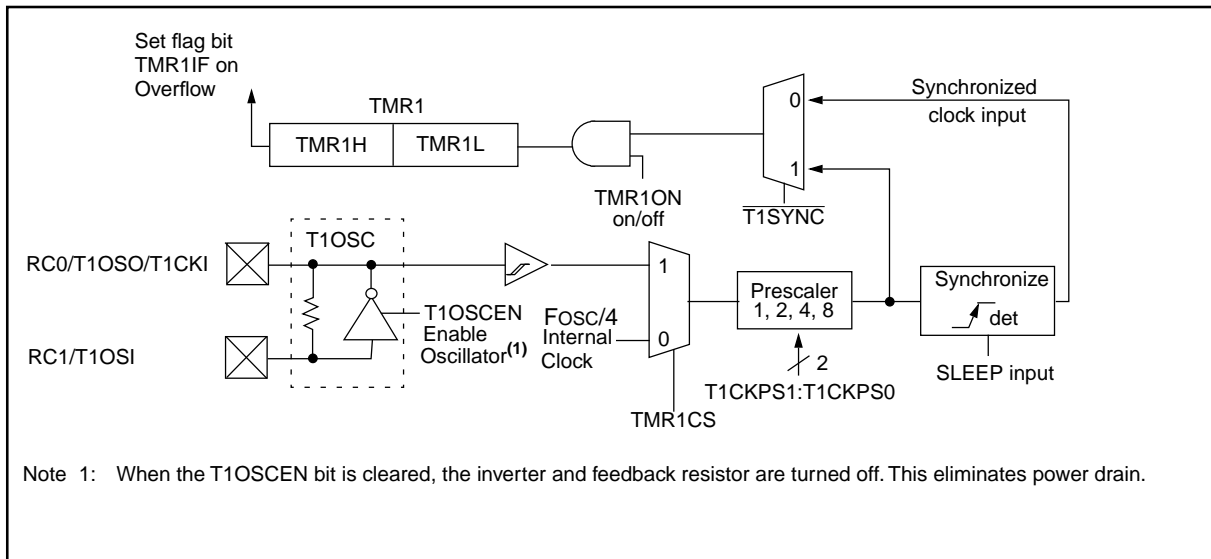 Set flag bit
TMR1IF on
Overflow
TMR1
TMR1H
TMR1L
0
1
Synchronized
clock input
TMR1ON
on/off
T1SYNC
T1OSC
RC0/T1OSO/T1CKI
RC1/T1OSI
T1OSCEN
Enable
Oscillator(1)
FOSC/4
Internal
Clock
1
0
TMR1CS
Prescaler
1, 2, 4, 8
2
T1CKPS1:T1CKPS0
Synchronize
det
SLEEP input
Note 1: When the T1OSCEN bit is cleared, the inverter and feedback resistor are turned off. This eliminates power drain.